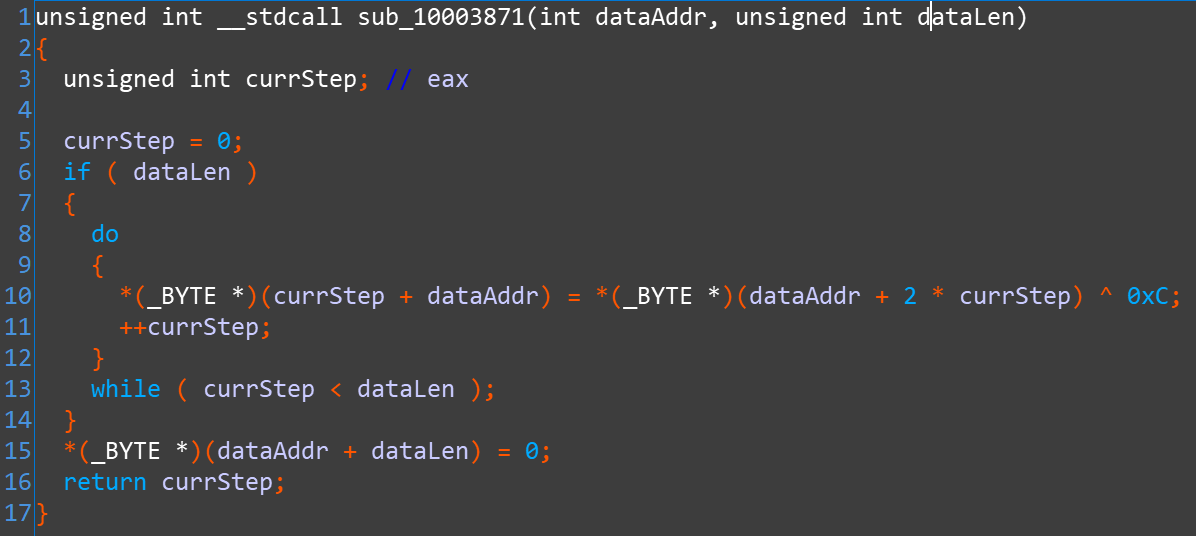 1 unsigned int __stdcall sub_10003871(int dataAddr, unsigned int dataLen)
2 {
3   unsigned int currStep; // eax
4
5   currStep = 0;
6   if ( dataLen )
7   {
8     do
9     {
10       *(_BYTE *)(currStep + dataAddr) = *(_BYTE *)(dataAddr + 2 * currStep) ^ 0xC;
11       ++currStep;
12     }
13     while ( currStep < dataLen );
14   }
15   *(_BYTE *)(dataAddr + dataLen) = 0;
16   return currStep;
17 }